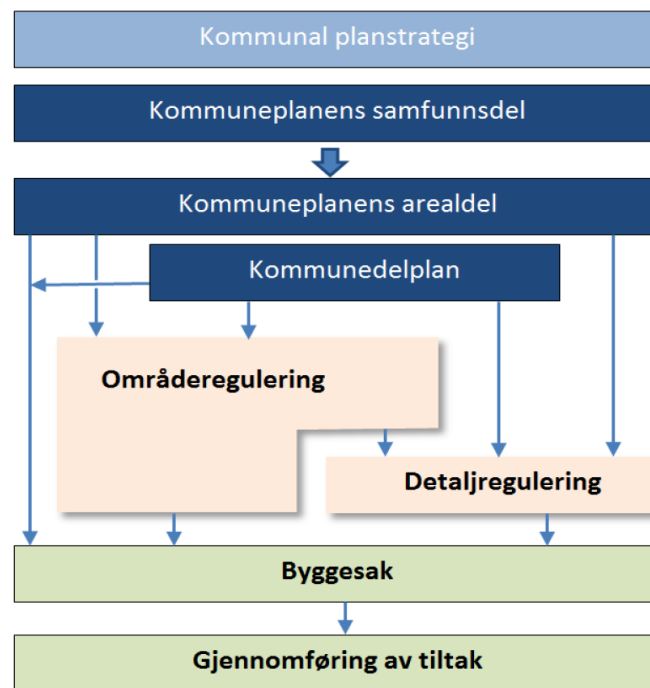 Kommunal planstrategi
Kommuneplanens samfunnsdel
Kommuneplanens arealdel
Kommunedelplan
Områderegulering
Detaljregulering
Byggesak
Gjennomføring av tiltak